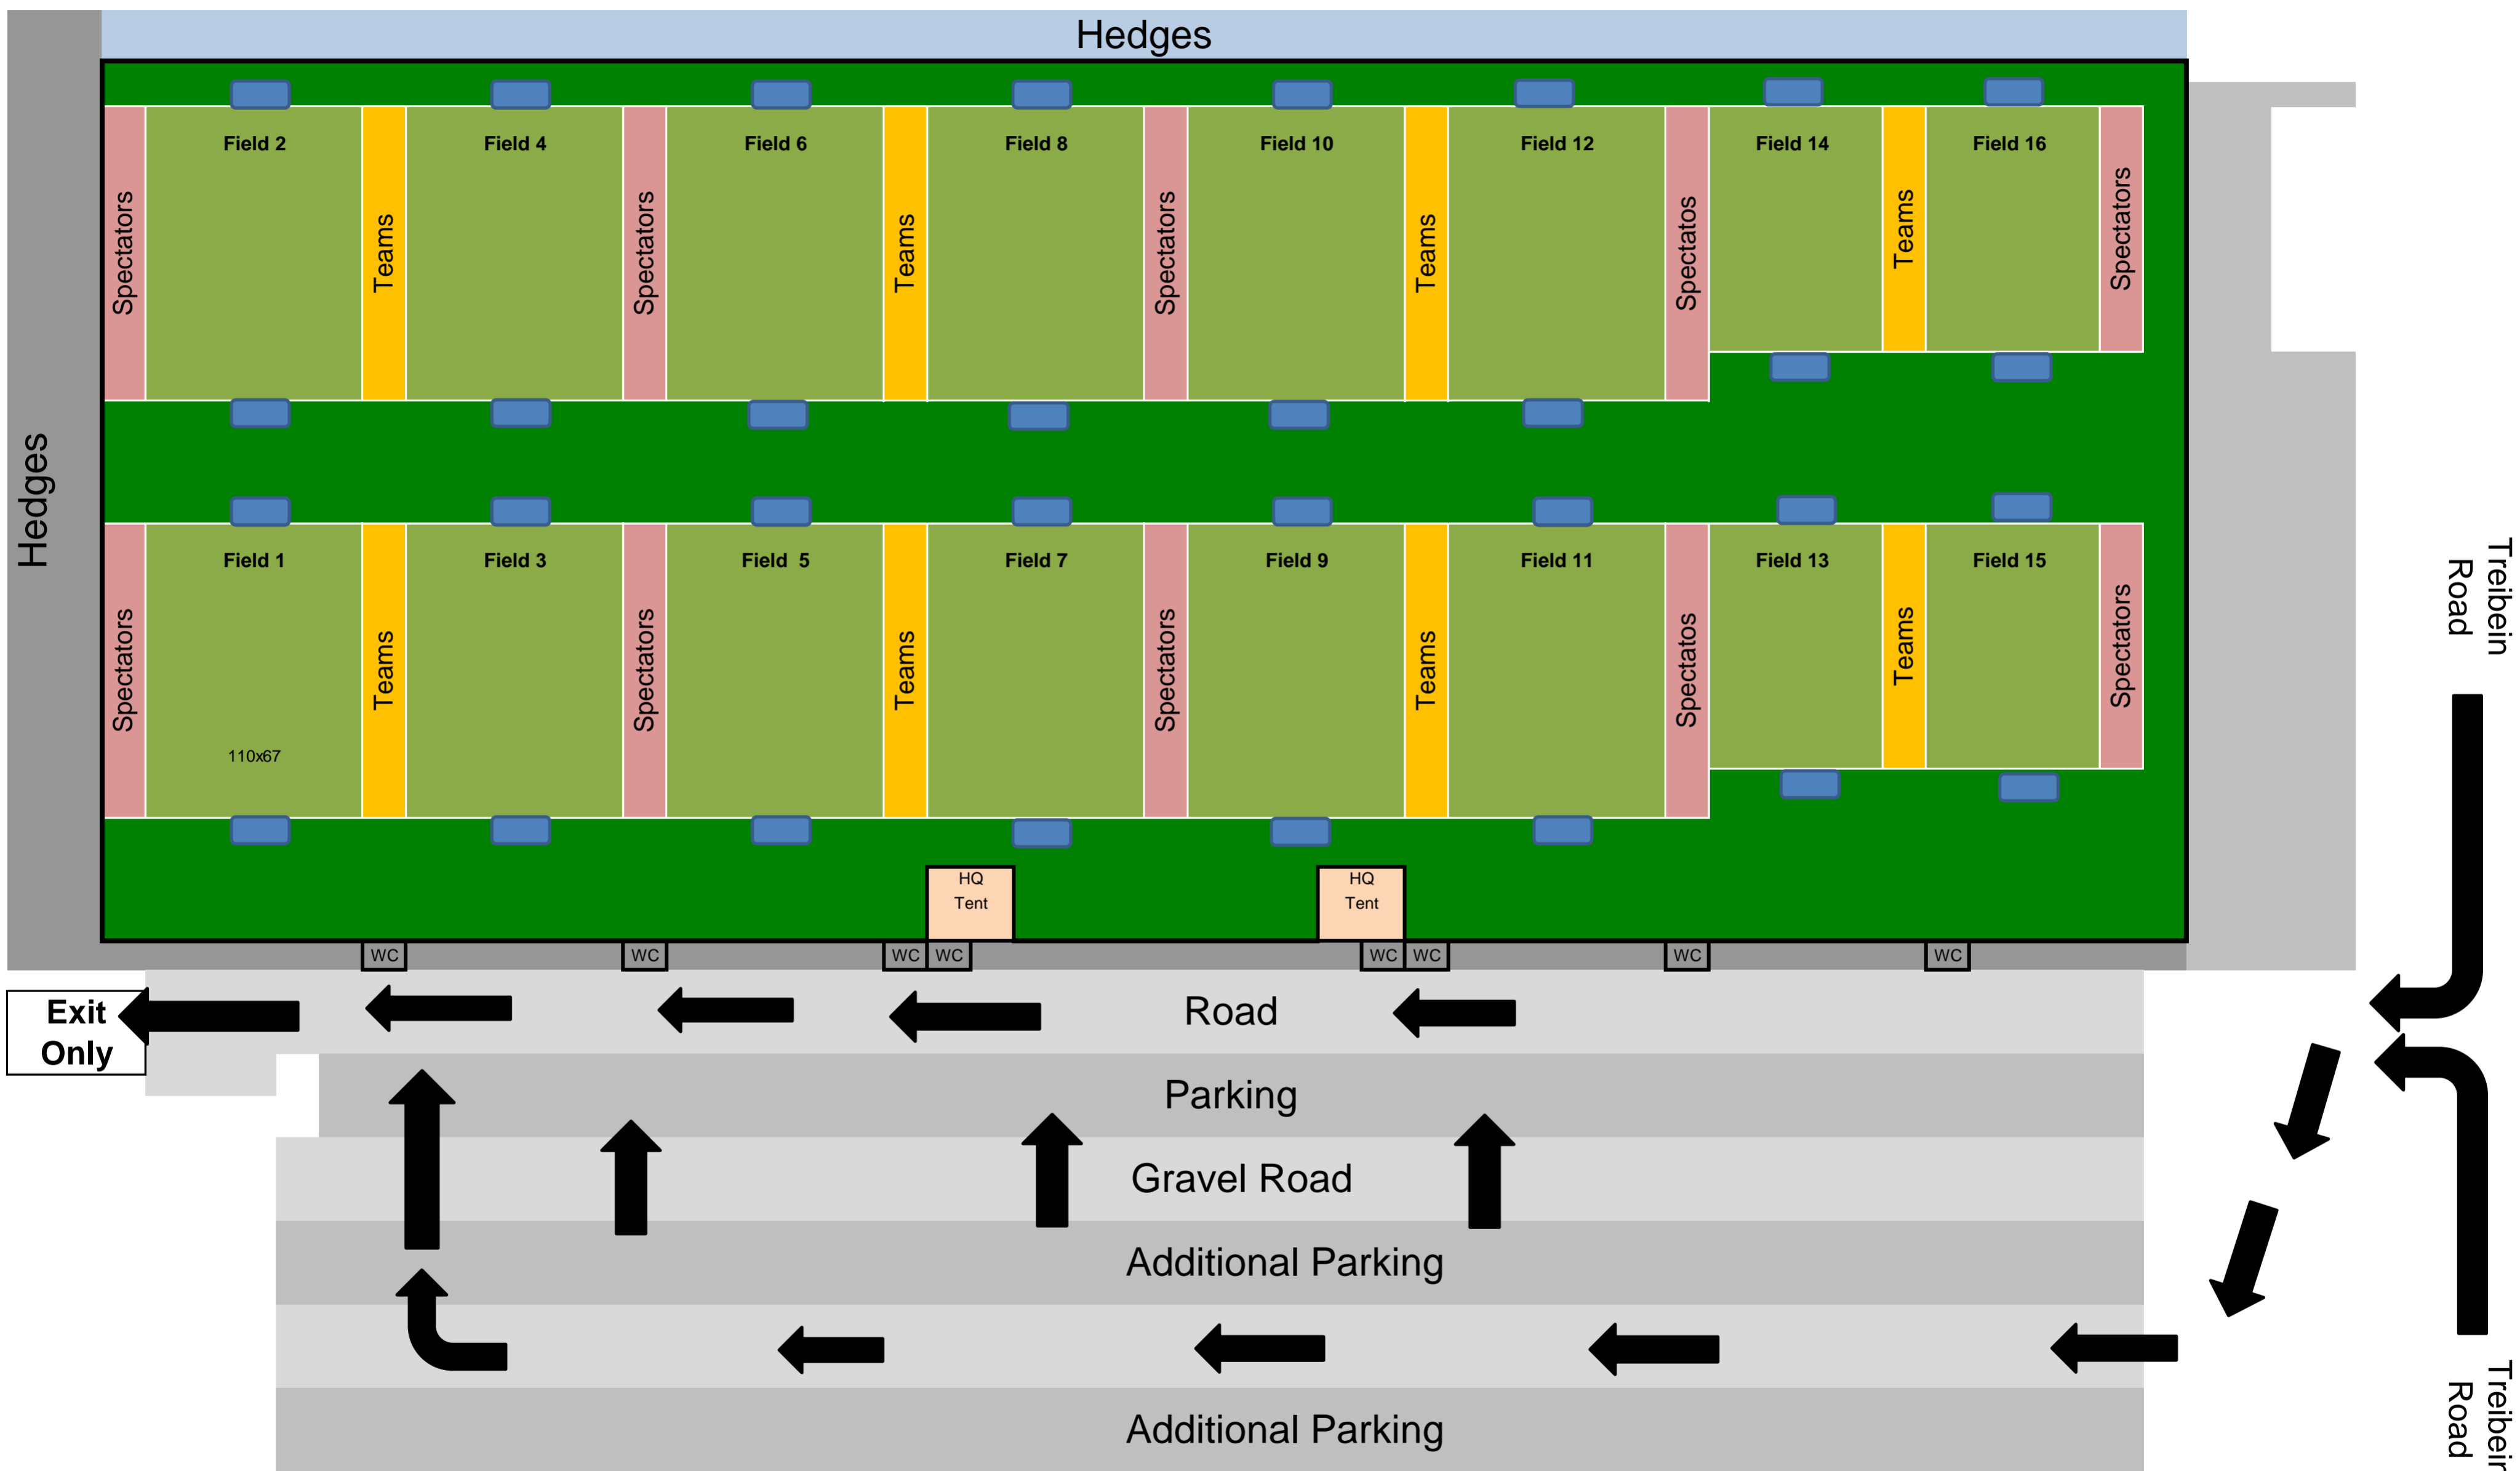 Hedges
Hedges
Field 2
Field 4
Field 6
Field 8
Field 10
Field 12
Field 14
Field 16
Spectators
Teams
Spectators
Teams
Spectators
Teams
Spectatos
Teams
Spectators
Field 1
Field 3
Field  5
Field 7
Field 9
Field 11
Field 13
Field 15
Spectators
Teams
Spectators
Teams
Spectators
Teams
Spectatos
Teams
Spectators
110x67
HQ
Tent
HQ
Tent
WC
WC
WC
WC
WC
WC
WC
WC
Treibein
Road
Exit
Only
Road
Parking
Gravel Road
Additional Parking
Additional Parking
Treibein
Road